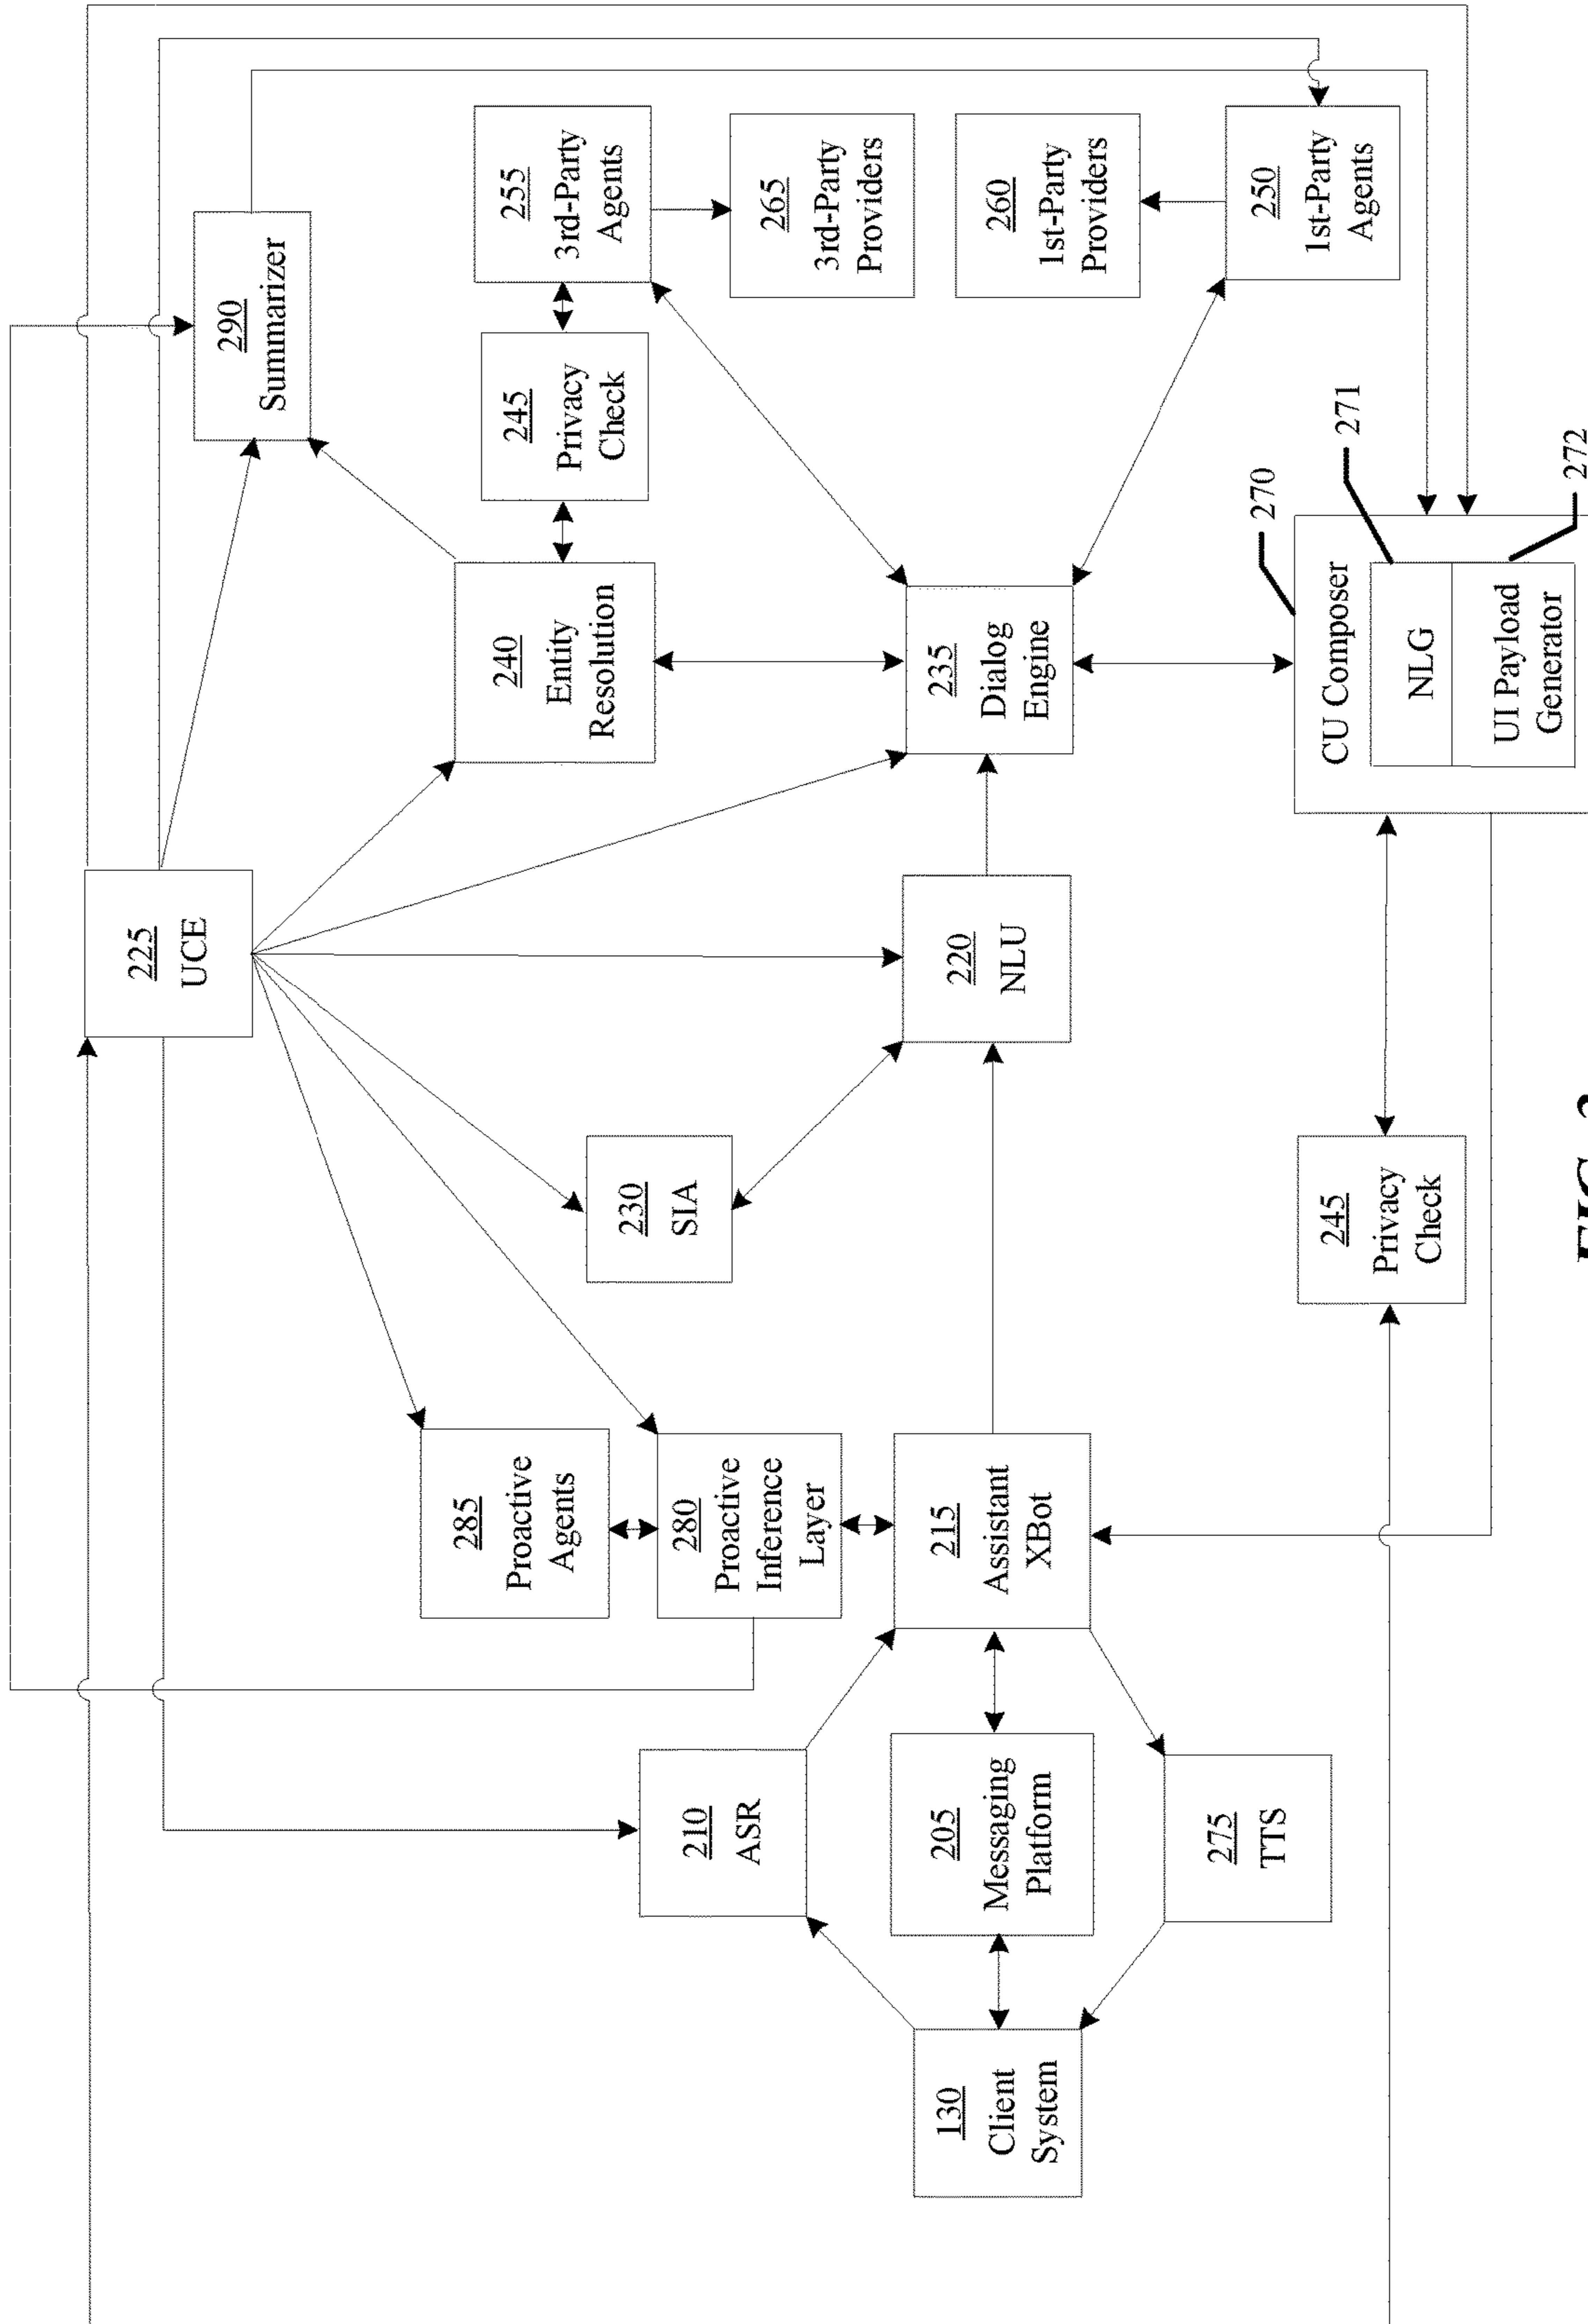 225
UCE
290
Summarizer
285
Proactive
Agents
240
Entity
Resolution
245
Privacy
Check
255
3rd-Party
Agents
230
SIA
210
ASR
280
Proactive
Inference
Layer
265
3rd-Party
Providers
130
Client
System
205
Messaging
Platform
215
Assistant
XBot
220
NLU
235
Dialog
Engine
260
1st-Party
Providers
275
TTS
250
1st-Party
Agents
245
Privacy
Check
270
CU Composer
271
NLG
UI Payload
Generator
272
FIG. 2